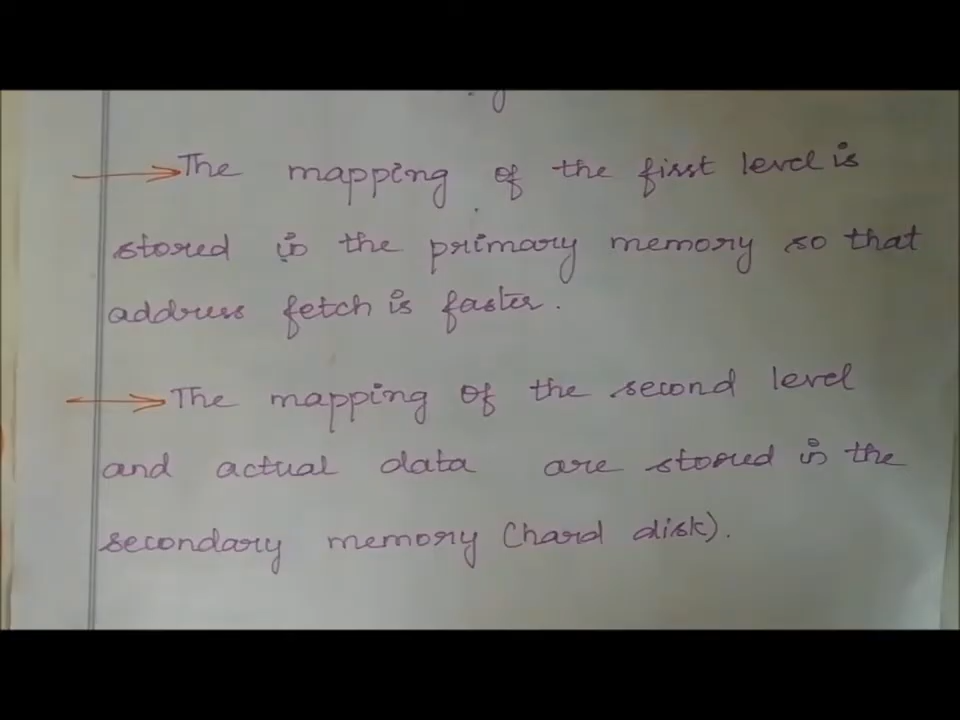 The mapping of the first level is
stored in the primary memory so that
address fetch is faster.
The mapping of the second level
and actual data are stored in the
secondary memory (hard disk).